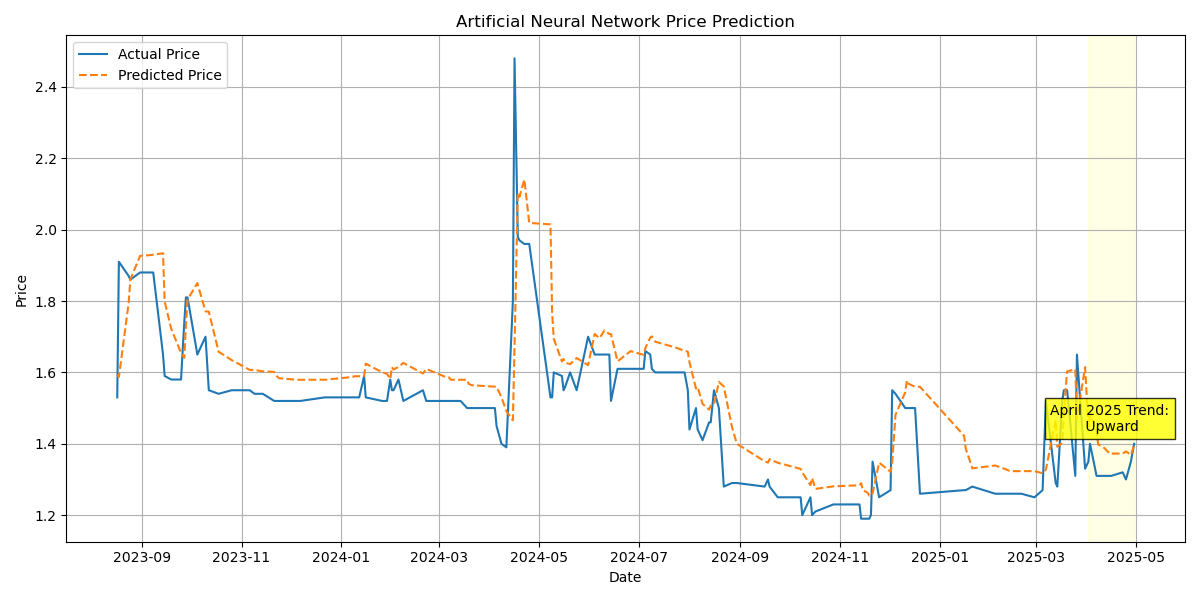 Artificial Neural Network Price Prediction
Actual Price
Predicted Price
Price
2.4
2.2
2.0
1.8
1.6
1.4
1.2
April 2025 Trend:
Upward
2023-09
2023-11
2024-01
2024-03
2024-05
2024-07
2024-09
2024-11
2025-01
2025-03
2025-05
Date